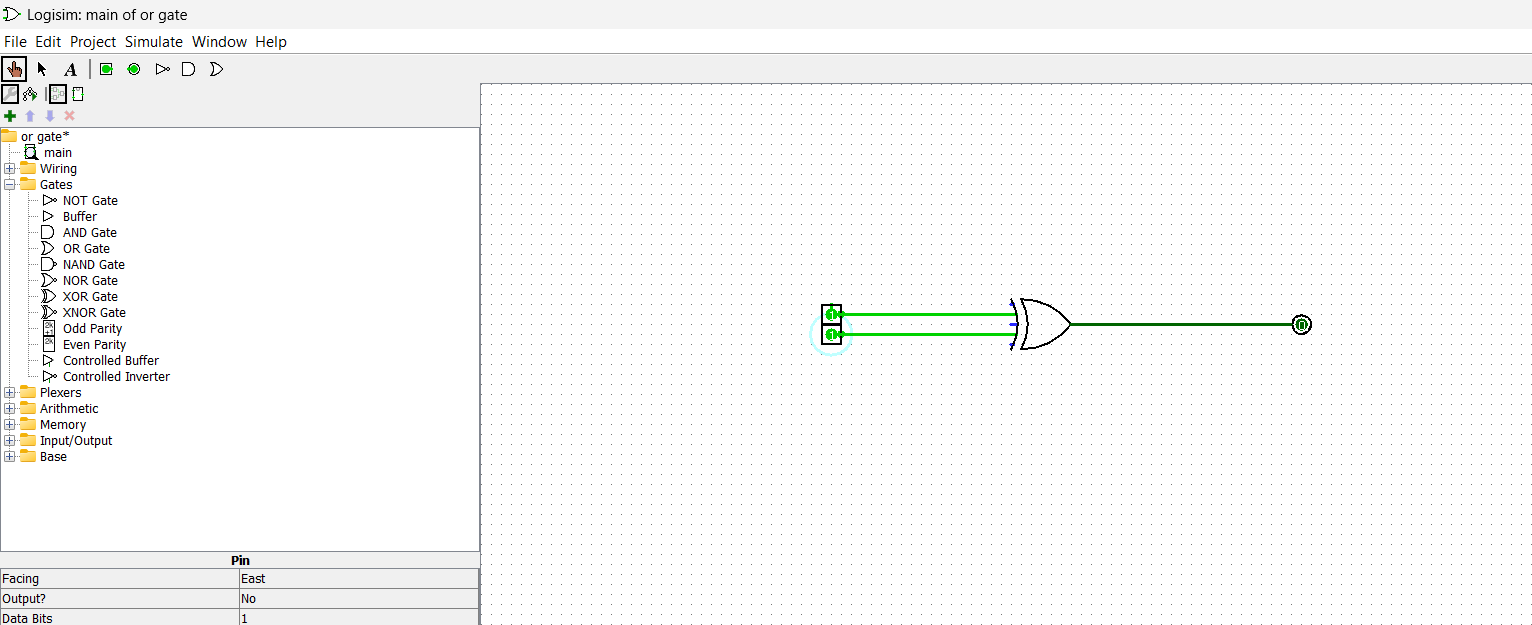 Logisim: main of or gate
File Edit Project Simulate Window Help
A
or gate*
main
Wiring
Gates
NOT Gate
Buffer
AND Gate
OR Gate
NAND Gate
NOR Gate
XOR Gate
XNOR Gate
Odd Parity
Even Parity
Controlled Buffer
Controlled Inverter
Plexers
Arithmetic
Memory
Input/Output
Base
Pin
Facing East
Output? No
Data Bits 1
1
1
0